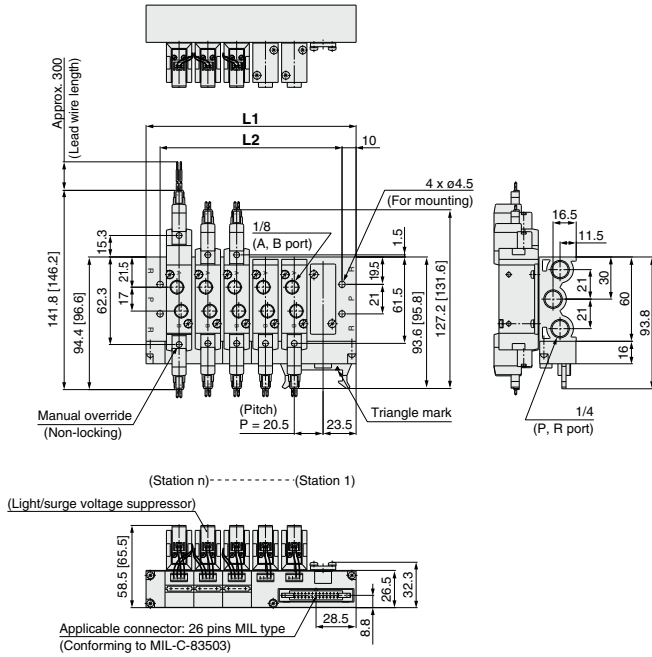 Approx. 300
(Lead wire length)
L1
L2
10
4 x ø4.5
(For mounting)
1/8
(A, B port)
16.5
11.5
15.3
21.5
17
62.3
141.8 [146.2]
94.4 [96.6]
1.5
19.5
21
61.5
93.6 [95.8]
127.2 [131.6]
21
21
30
60
16
93.8
R
P
R
R
P
R
Manual override
(Non-locking)
(Pitch)
P = 20.5
23.5
Triangle mark
1/4
(P, R port)
(Station n)
(Station 1)
(Light/surge voltage suppressor)
58.5 [65.5]
26.5
32.3
28.5
8.8
Applicable connector: 26 pins MIL type
(Conforming to MIL-C-83503)